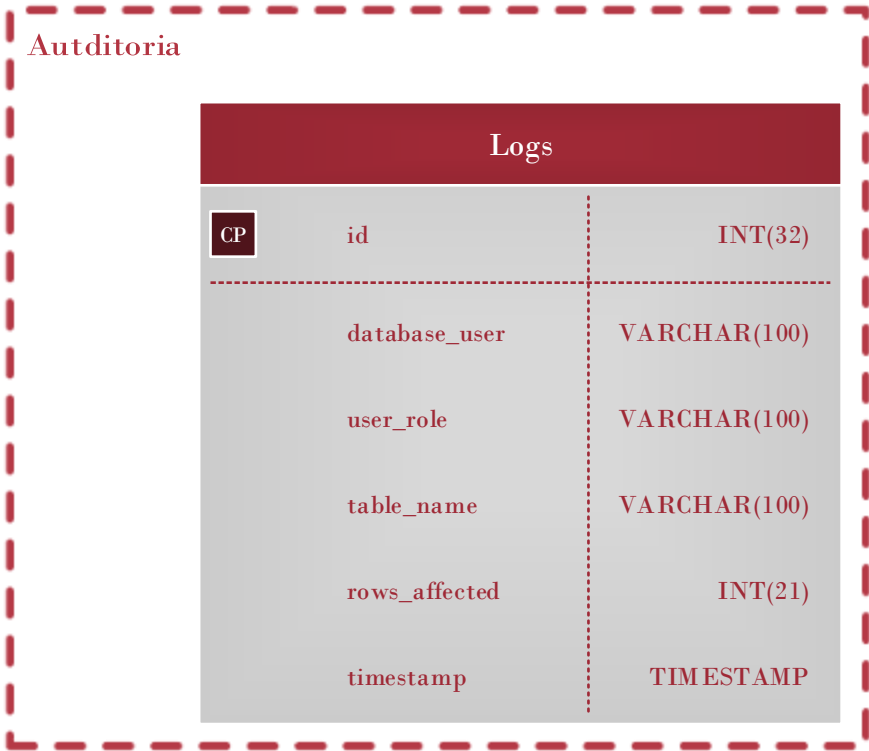 Autditoria
Logs
CP id INT(32)
database_user VARCHAR(100)
user_role VARCHAR(100)
table_name VARCHAR(100)
rows_affected INT(21)
timestamp TIMESTAMP